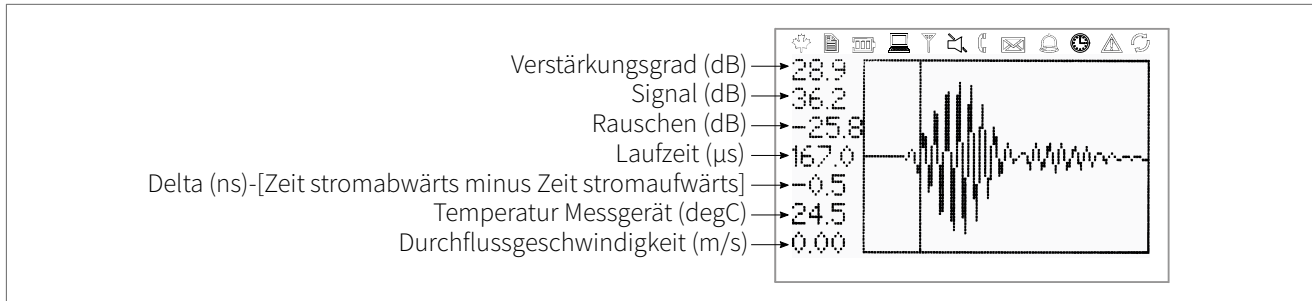 Verstärkungsgrad (dB) 28.9
Signal (dB) 36.2
Rauschen (dB) -25.8
Laufzeit (µs) 167.0
Delta (ns)-[Zeit stromabwärts minus Zeit stromaufwärts] -0.5
Temperatur Messgerät (degC) 24.5
Durchflussgeschwindigkeit (m/s) 0.00